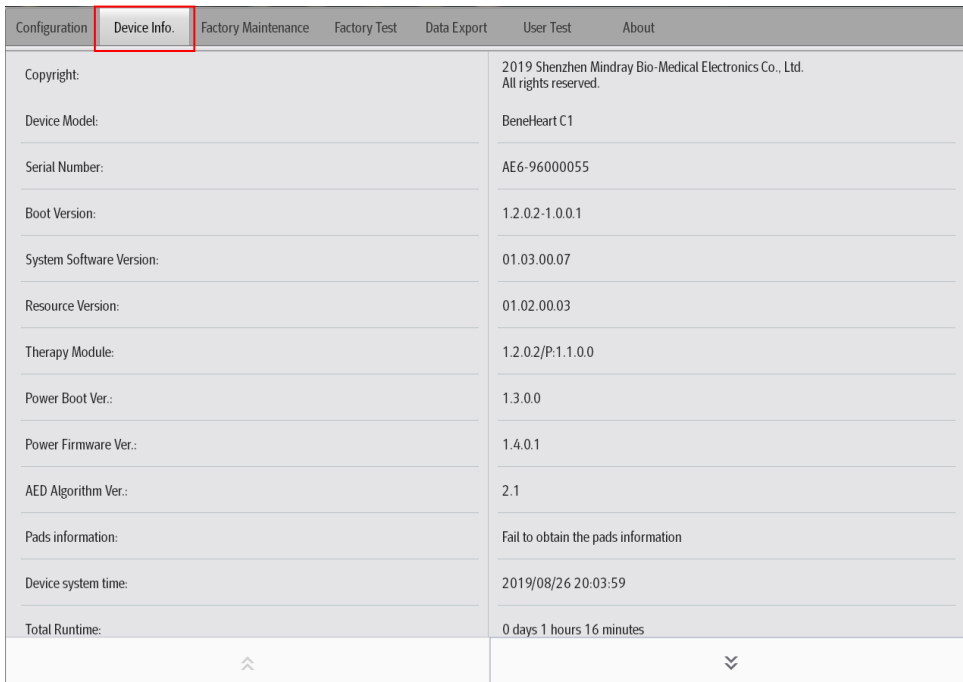 Configuration Device Info. Factory Maintenance Factory Test Data Export User Test About
Copyright: 2019 Shenzhen Mindray Bio-Medical Electronics Co., Ltd.
All rights reserved.
Device Model: BeneHeart C1
Serial Number: AE6-96000055
Boot Version: 1.2.0.2-1.0.0.1
System Software Version: 01.03.00.07
Resource Version: 01.02.00.03
Therapy Module: 1.2.0.2/P:1.1.0.0
Power Boot Ver.: 1.3.0.0
Power Firmware Ver.: 1.4.0.1
AED Algorithm Ver.: 2.1
Pads information: Fail to obtain the pads information
Device system time: 2019/08/26 20:03:59
Total Runtime: 0 days 1 hours 16 minutes